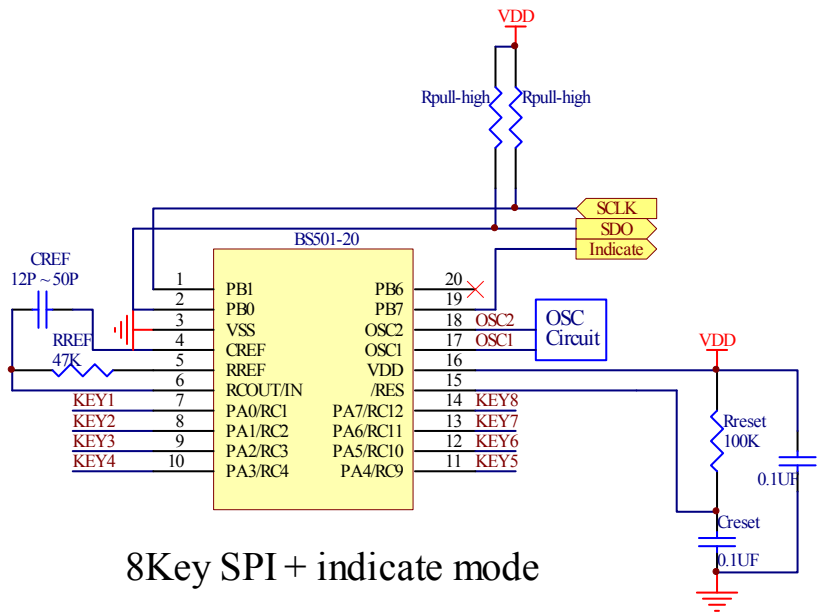 VDD
Rpull-high
Rpull-high
SCLK
SDO
Indicate
BS501-20
CREF
12P ~ 50P
RREF
47K
1 PB1
2 PB0
3 VSS
4 CREF
5 RREF
6 RCOUT/IN
KEY1 7 PA0/RC1
KEY2 8 PA1/RC2
KEY3 9 PA2/RC3
KEY4 10 PA3/RC4
PB6 20
PB7 19
OSC2 18 OSC2
OSC1 17 OSC1
VDD 16
/RES 15
PA7/RC12 14 KEY8
PA6/RC11 13 KEY7
PA5/RC10 12 KEY6
PA4/RC9 11 KEY5
OSC
Circuit
VDD
Rreset
100K
0.1UF
Creset
0.1UF
8Key SPI + indicate mode